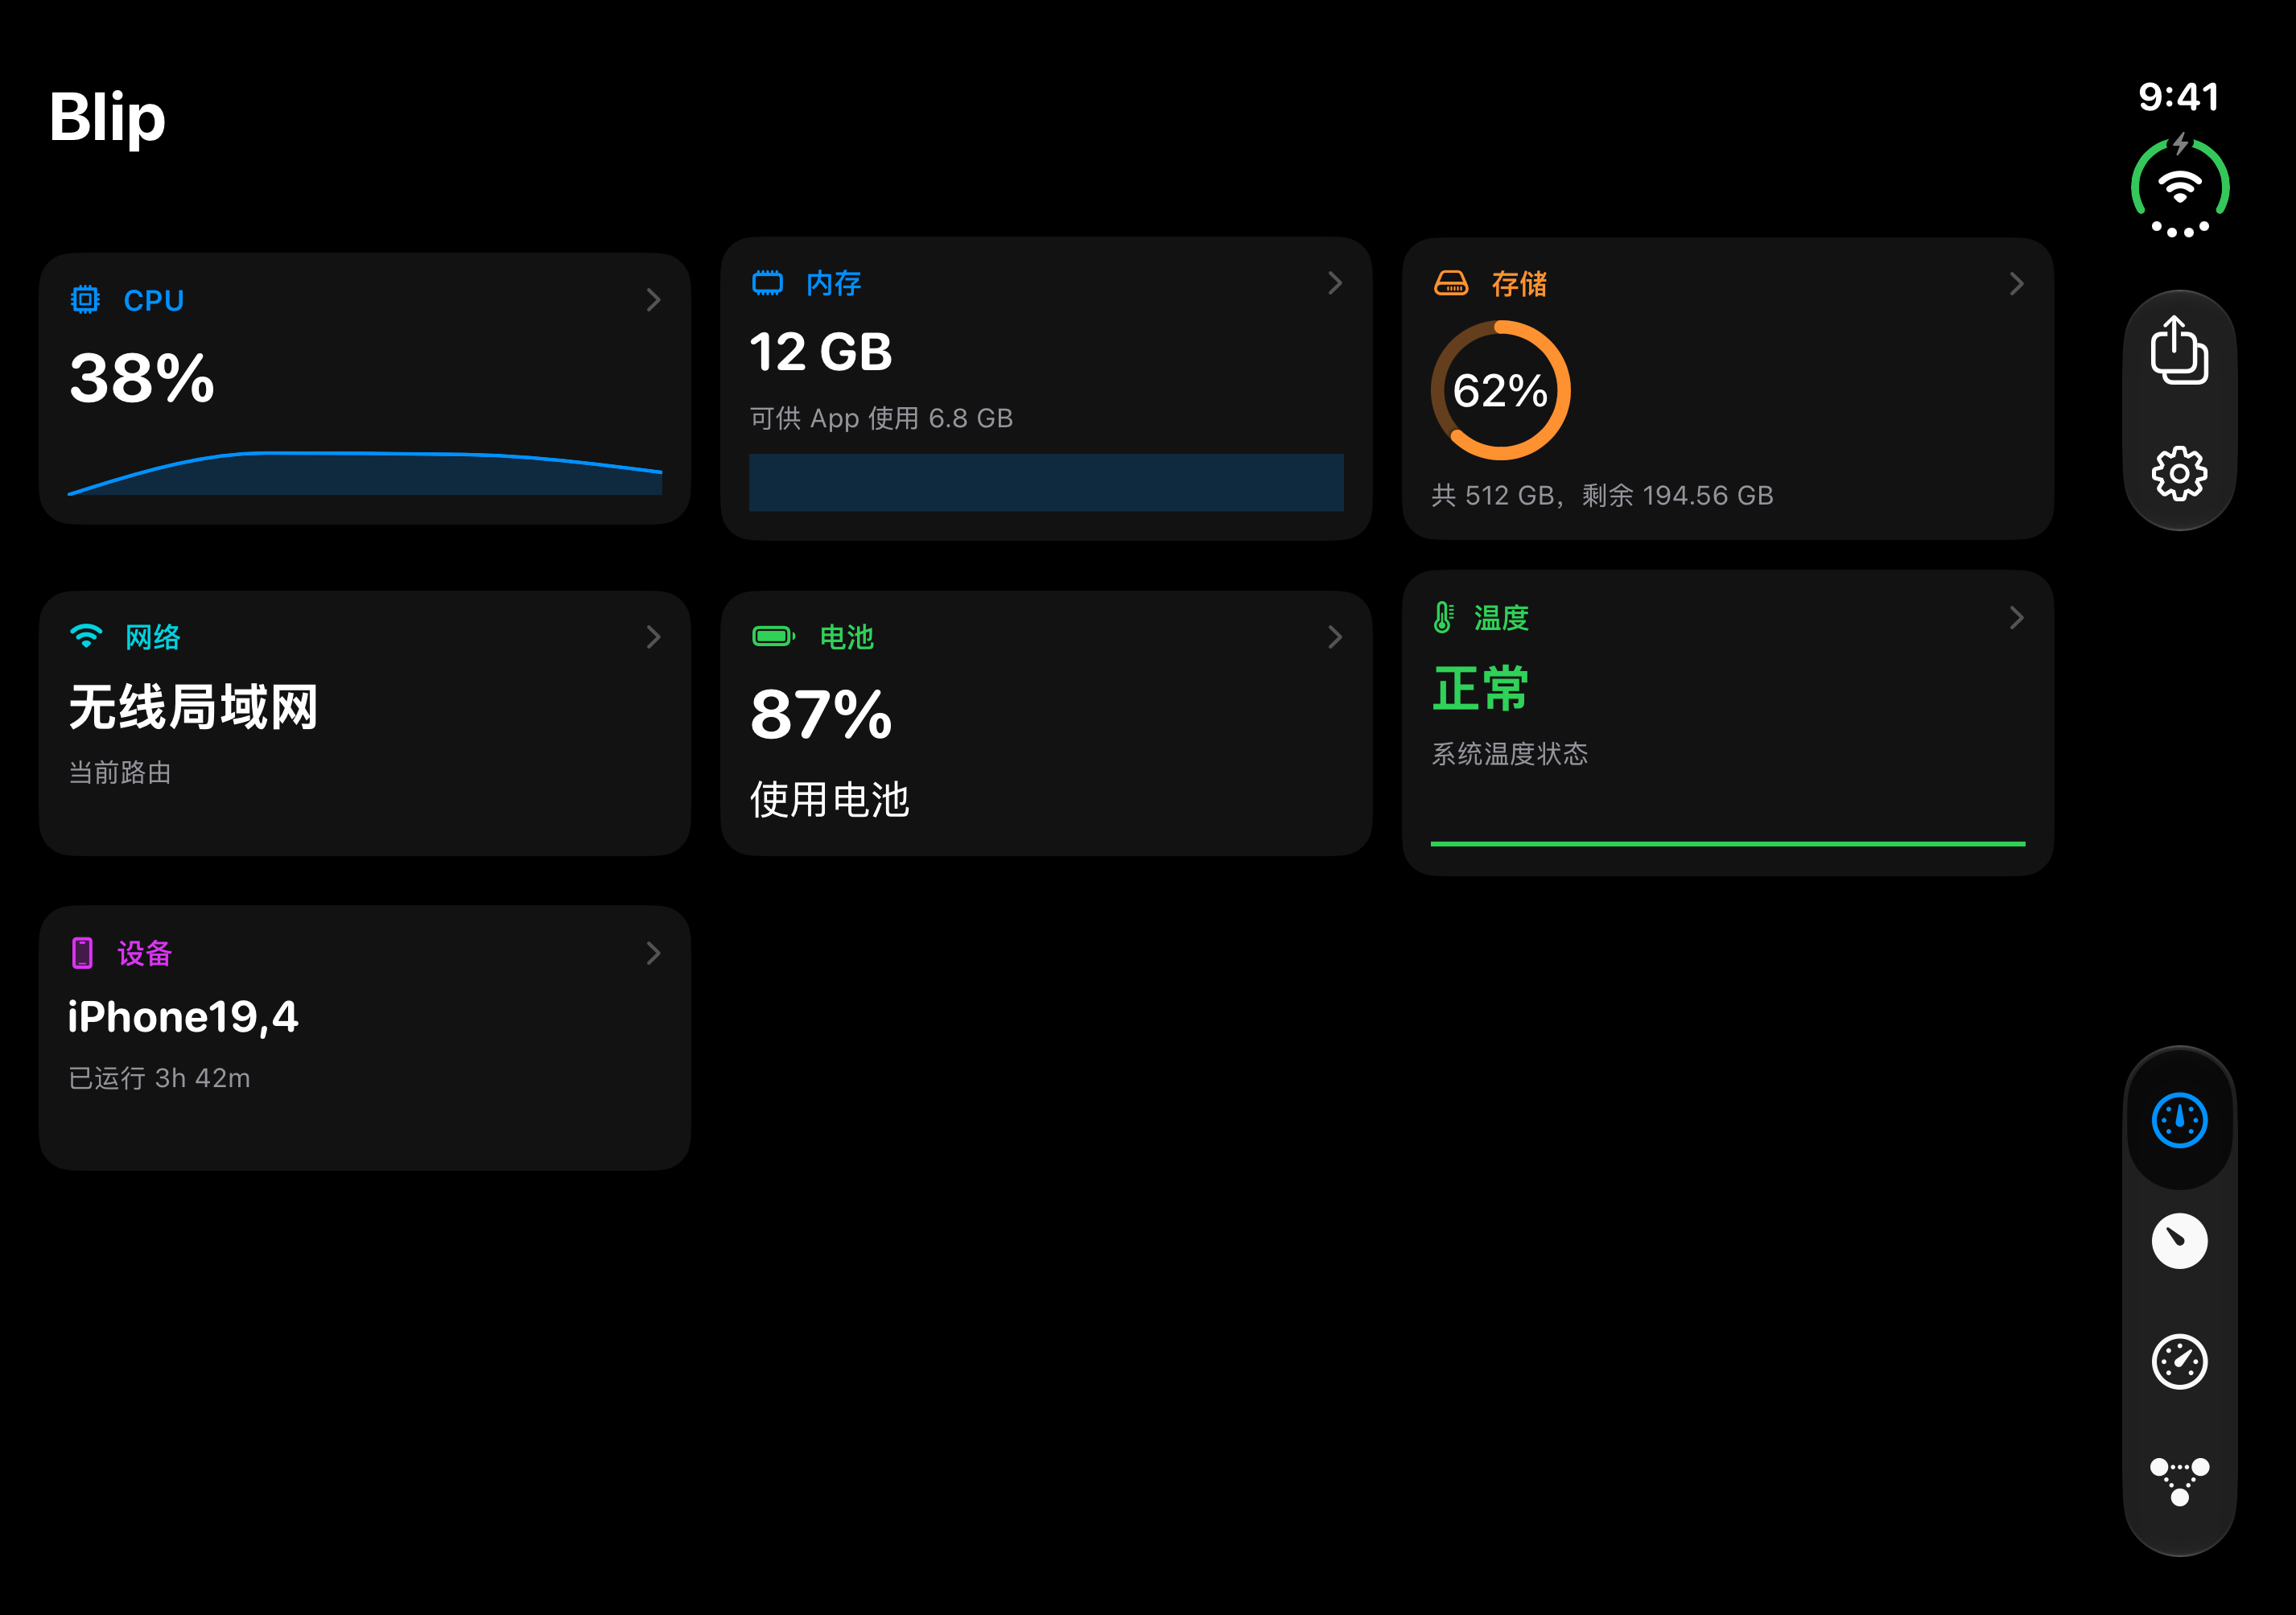 Blip
9:41
CPU
38%
内存
12 GB
可供 App 使用 6.8 GB
存储
62%
共 512 GB，剩余 194.56 GB
网络
无线局域网
当前路由
电池
87%
使用电池
温度
正常
系统温度状态
设备
iPhone19,4
已运行 3h 42m